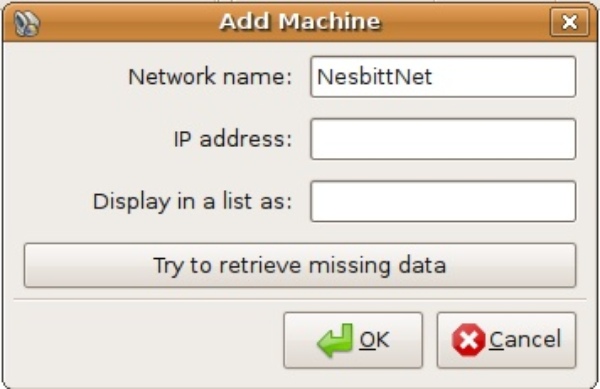 Add Machine
Network name: NesbittNet
IP address:
Display in a list as:
Try to retrieve missing data
OK Cancel